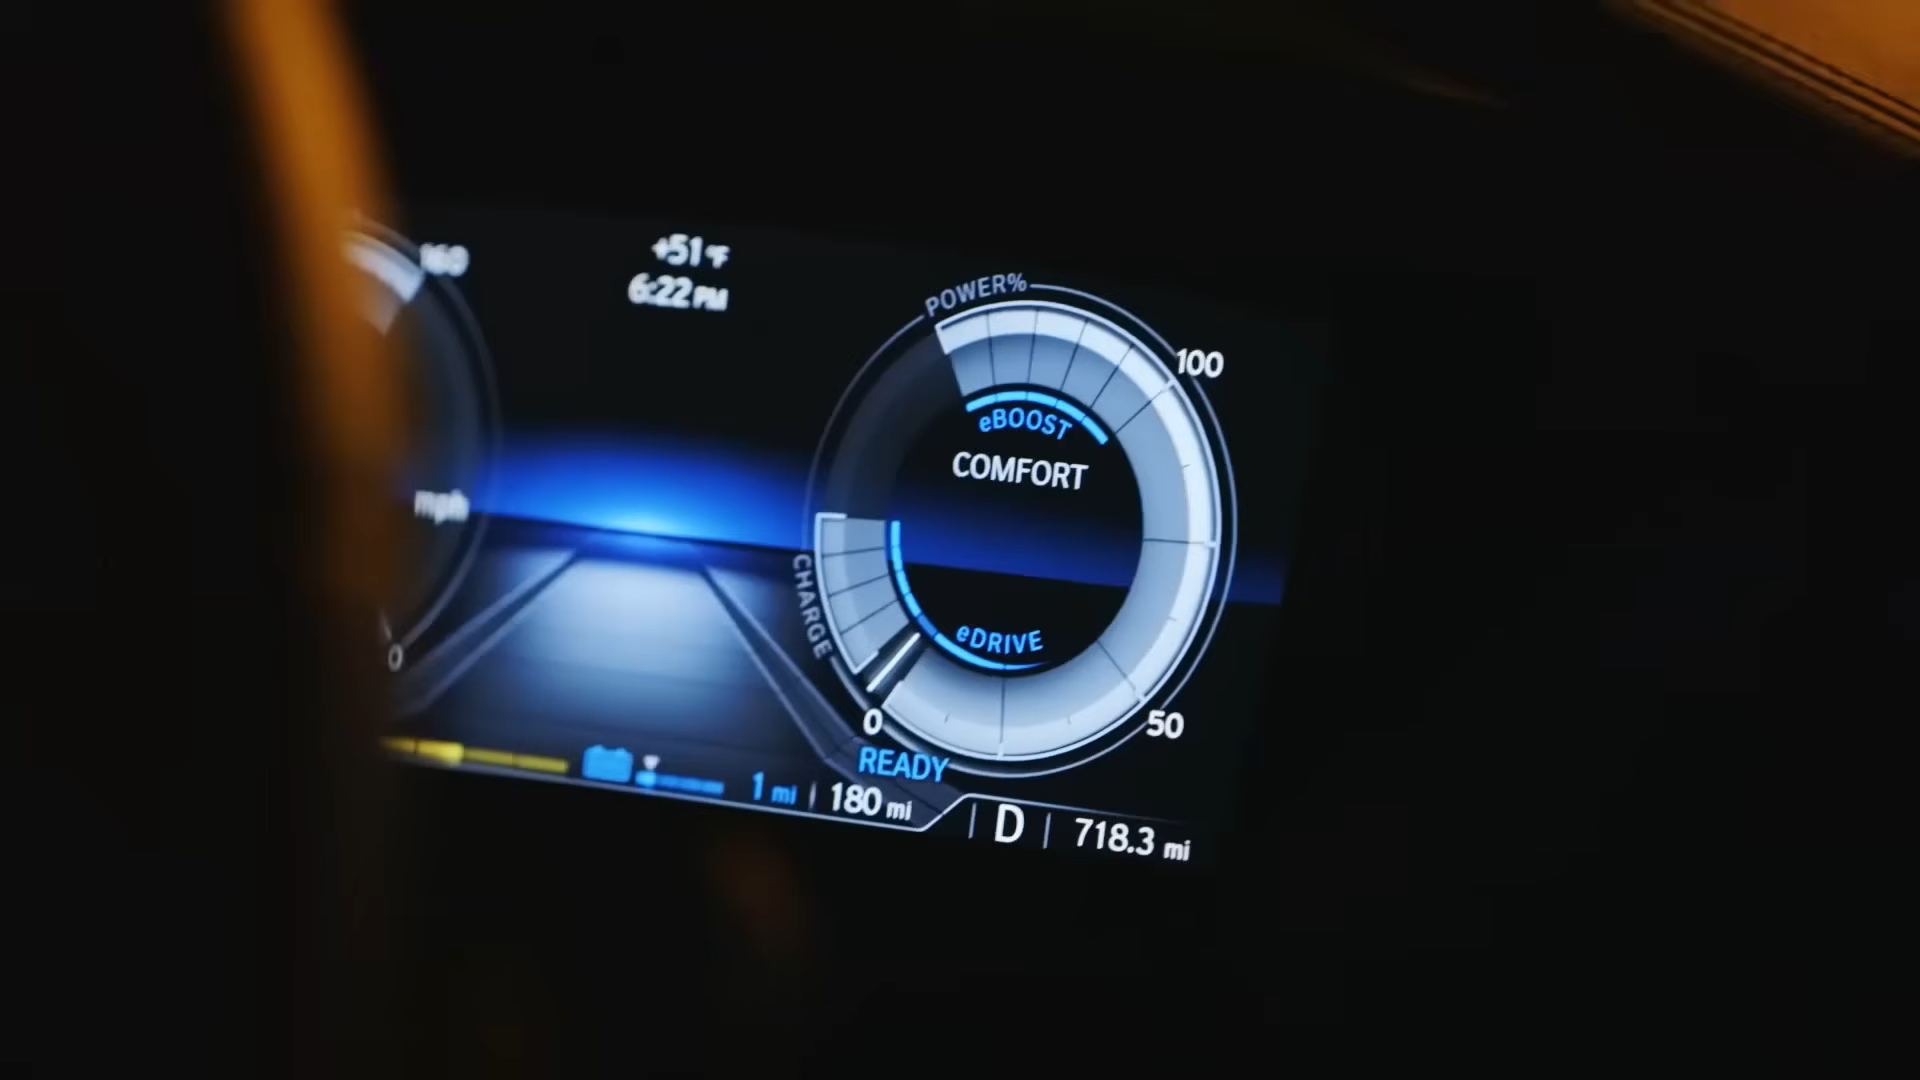 160
+51°F
6:22 PM
POWER%
100
eBOOST
COMFORT
mph
CHARGE
eDRIVE
0
0
50
READY
1 mi
180 mi
D
718.3 mi